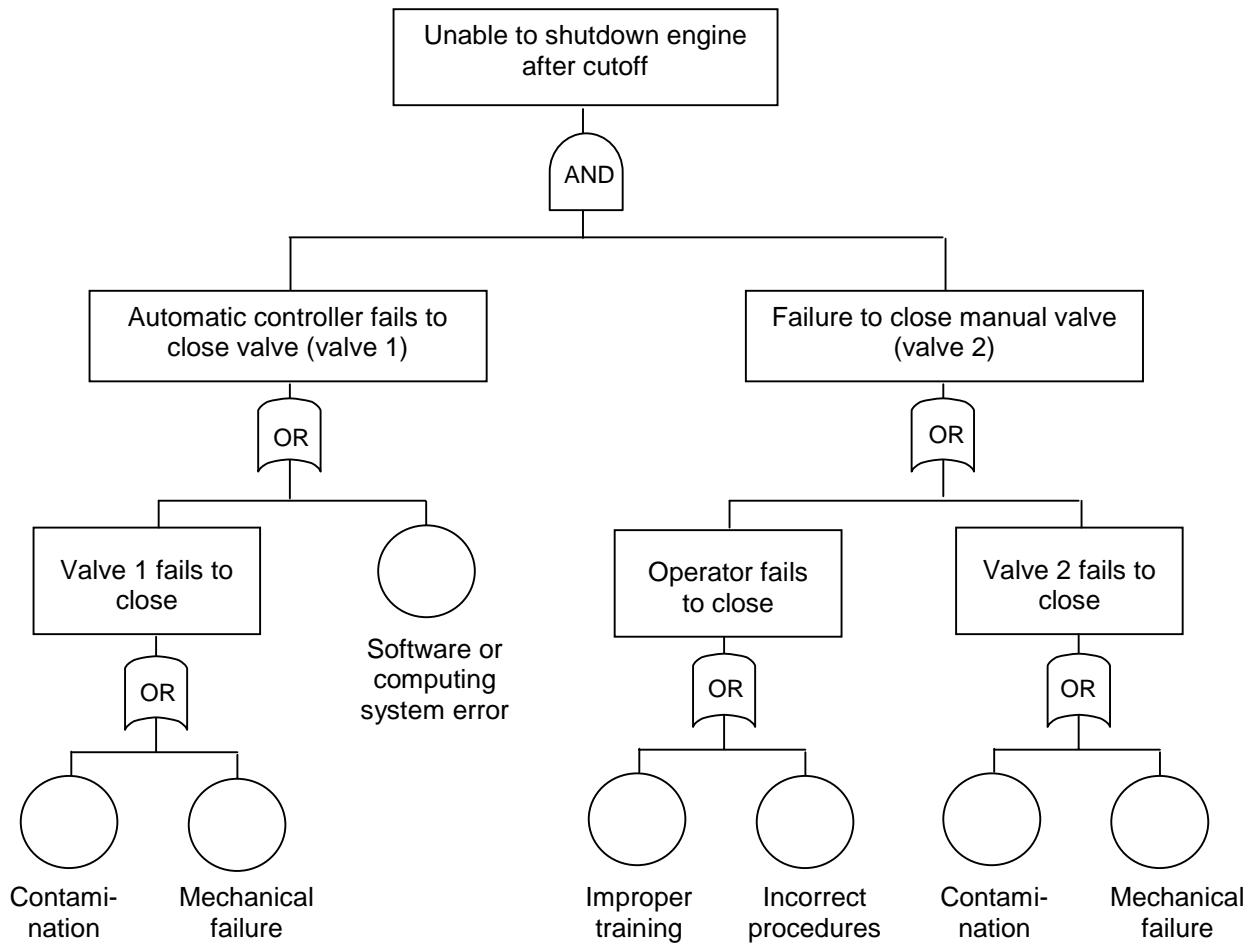 Unable to shutdown engine
after cutoff
AND
Automatic controller fails to
close valve (valve 1)
Failure to close manual valve
(valve 2)
OR
OR
Valve 1 fails to
close
Software or
computing
system error
Operator fails
to close
Valve 2 fails to
close
OR
OR
OR
Contami-
nation
Mechanical
failure
Improper
training
Incorrect
procedures
Contami-
nation
Mechanical
failure